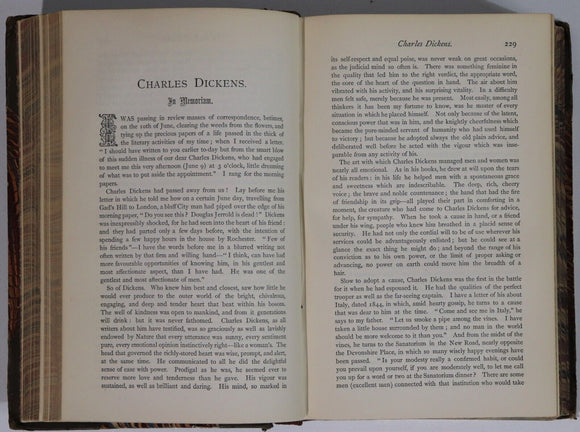 CHARLES DICKENS.
In Memoriam.
I WAS passing in review masses of correspondence, betimes,
on the 10th of June, clearing the weeds from the flowers, and
tying up the precious papers of a life passed in the thick of
the literary activities of my time; when I received a letter.
"I should have written to you earlier to-day but for the smart blow
of this sudden illness of our dear Charles Dickens, who had engaged
to meet me this very afternoon (June 9) at 3 o'clock, little dreaming
of what was to put aside the appointment." I rang for the morning
papers.
Charles Dickens had passed away from us! I lay before me his
letter in which he told me how on a certain June day, travelling from
Gad's Hill to London, a bluff City man had piped over the edge of his
morning paper, "Do you see this? Douglas Jerrold is dead!" Dickens
was inexpressibly shocked, for he had seen into the heart of his friend:
and they had parted only a few days before, with the intention of
spending a few happy hours in the house by Rochester. "Few of
his friends"—I have the words before me in a blurred writing not
often written by that firm and willing hand—"I think, can have had
more favourable opportunities of knowing him, in his gentlest and
most affectionate aspect, than I have had. He was one of the
gentlest and most affectionate of men."
So of Dickens. Who knew him best and closest, saw how little he
would ever produce to the outer world of the bright, chivalrous,
engaging, and deep and tender heart that beat within his bosom.
The well of kindness was open to mankind, and from it generations
will drink: but it was never fathomed. Charles Dickens, as all
writers about him have testified, was so graciously as well as lavishly
endowed by Nature that every utterance was sunny, every sentiment
pure, every emotional opinion instinctively right—like a woman's. The
head that governed the richly-stored heart was wise, prompt, and alert,
at the same time. He communicated to all he did the delightful
sense of ease with power. Prodigal as he was, he seemed ever to
reserve more love and tenderness than he gave. His vigour was
sustained, as well as brilliant and daring. His mind, so marked in
Charles Dickens. 229
its self-respect and equal poise, was never weary nor unobservant,
as the judicial mind so often is. There was something feminine in
the quality that fed him to the right verdict, the appropriate word,
the core of the heart of the question in hand. The air about him
vibrated with his activity, and his surprising vitality. In a difficulty
men felt safe, merely because he was present. Most easily, among all
thinkers it has been my fortune to know, was he master of every
situation in which he placed himself. Not only because of the latent,
conscious power that was in him, and the knightly cheerfulness which
became the pure-minded servant of humanity who had used himself
to victory; but because he adopted always the old plain advice, and
deliberated well before he acted with the vigour which was inse-
parable from any activity of his.
The art with which Charles Dickens managed men and women was
nearly all emotional. As in his books, he drew at will upon the tears
of his readers: in his life he helped men with a spontaneous grace
and sweetness which are indescribable. The deep, rich, cheery
voice; the brave and noble countenance; the hand that had the fire
of friendship in its grip—all played their part in comforting in a
moment, the creature who had come to Charles Dickens for advice,
for help, for sympathy. When he took a cause in hand, or a friend
under his wing, people who knew him breathed in a placid sense of
security. He had not only the cordial will to be of use wherever his
services could be advantageously enlisted; but he could see at a
glance the exact thing he might do; and beyond the range of his
conviction as to his own power, or the limit of proper asking or
advancing, no power on earth could move him the breadth of a
hair.
Slow to adopt a cause, Charles Dickens was the first in the battle
for it when he had espoused it. He had the qualities of the perfect
trooper as well as the far-seeing captain. I have a letter of his about
Italy, dated 1844, in which, amid hearty gossip, he turns to a cause
that was dear to him at the time. "Come and see me in Italy," he
says to my father. "Let us smoke a pipe among the vines. I have
taken a little house surrounded by them; and no man in the world
should be more welcome to it than you." And from the midst of the
vines, he turns to the Sanatorium in the New Road, nearly opposite
the Devonshire Place, in which so many wisely happy evenings have
been passed. "Is your modesty really a confirmed habit, or could
you prevail upon yourself, if you are moderately well, to let me call
you up for a word or two at the Sanatorium dinner? There are some
men (excellent men) connected with that institution who would take